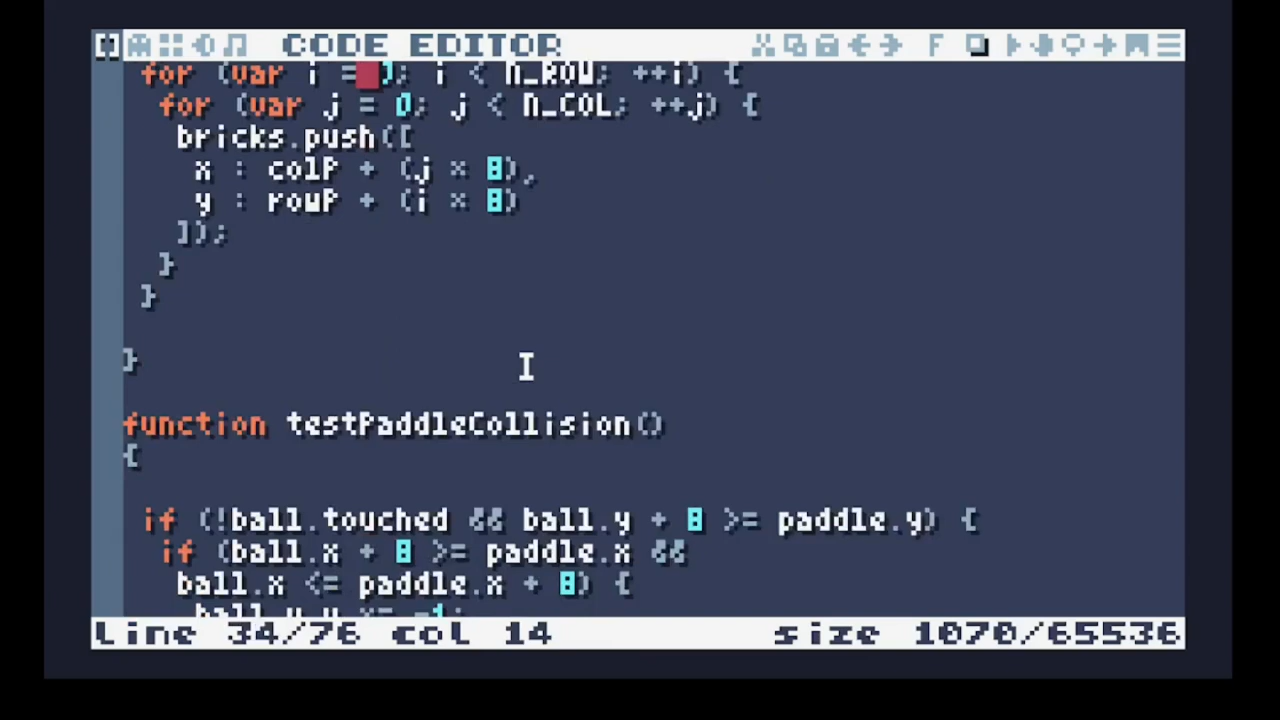 CODE EDITOR F
for (var i = 0; i < N_ROW; ++i) {
for (var j = 0; j < N_COL; ++j) {
bricks.push({
x : colP + (j * 8),
y : rowP + (i * 8)
});
}
}
}
function testPaddleCollision()
{
if (!ball.touched && ball.y + 8 >= paddle.y) {
if (ball.x + 8 >= paddle.x &&
ball.x <= paddle.x + 8) {
ball.v.y *= -1;
line 34/76 col 14 size 1070/65536